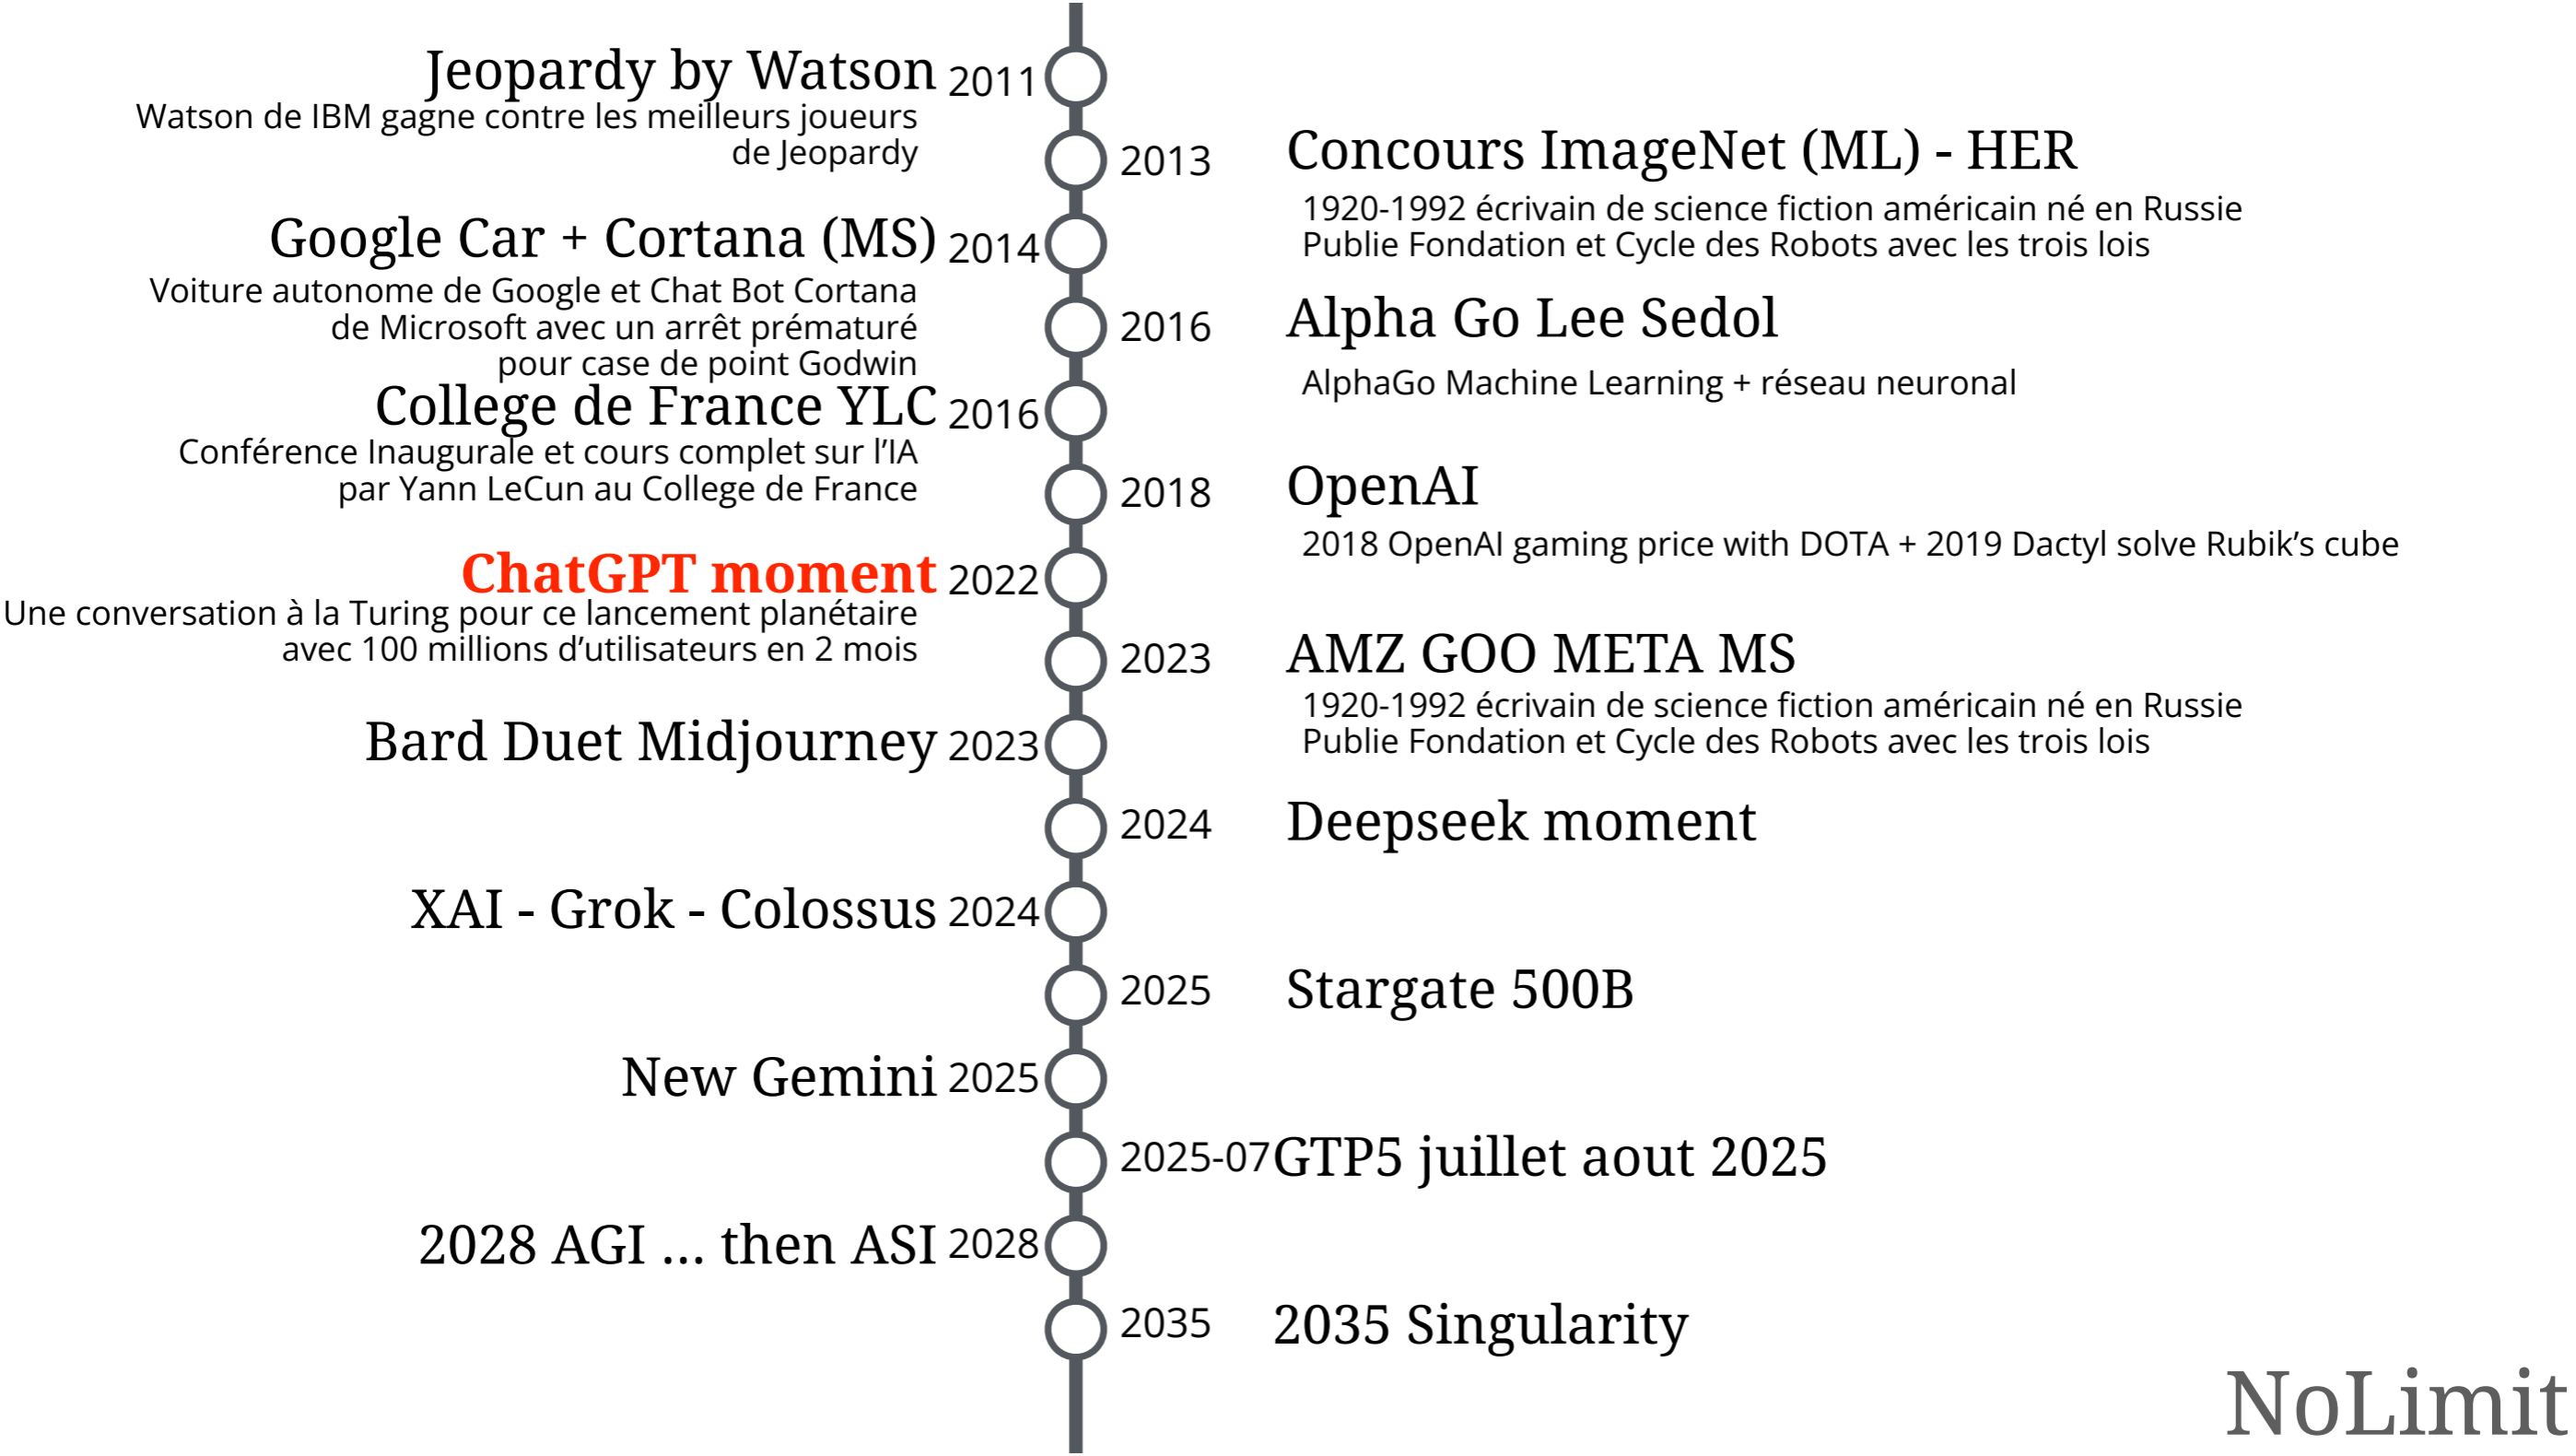 Jeopardy by Watson 2011
Watson de IBM gagne contre les meilleurs joueurs
de Jeopardy
2013 Concours ImageNet (ML) - HER
1920-1992 écrivain de science fiction américain né en Russie
Publie Fondation et Cycle des Robots avec les trois lois
Google Car + Cortana (MS) 2014
Voiture autonome de Google et Chat Bot Cortana
de Microsoft avec un arrêt prématuré
pour case de point Godwin
2016 Alpha Go Lee Sedol
AlphaGo Machine Learning + réseau neuronal
College de France YLC 2016
Conférence Inaugurale et cours complet sur l’IA
par Yann LeCun au College de France
2018 OpenAI
2018 OpenAI gaming price with DOTA + 2019 Dactyl solve Rubik’s cube
ChatGPT moment 2022
Une conversation à la Turing pour ce lancement planétaire
avec 100 millions d’utilisateurs en 2 mois
2023 AMZ GOO META MS
1920-1992 écrivain de science fiction américain né en Russie
Publie Fondation et Cycle des Robots avec les trois lois
Bard Duet Midjourney 2023
2024 Deepseek moment
XAI - Grok - Colossus 2024
2025 Stargate 500B
New Gemini 2025
2025-07 GTP5 juillet aout 2025
2028 AGI … then ASI 2028
2035 2035 Singularity
NoLimit